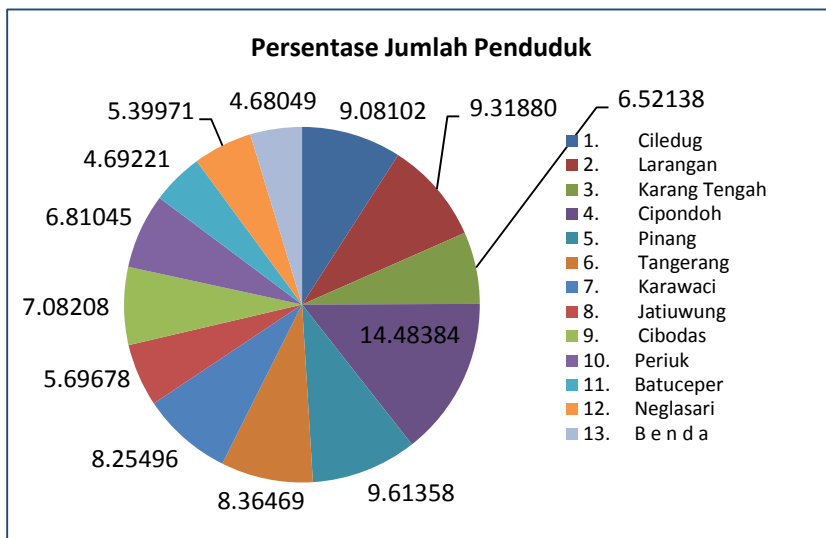 Persentase Jumlah Penduduk
9.08102
9.31880
6.52138
14.48384
9.61358
8.36469
8.25496
5.69678
7.08208
6.81045
4.69221
5.39971
4.68049
1. Ciledug
2. Larangan
3. Karang Tengah
4. Cipondoh
5. Pinang
6. Tangerang
7. Karawaci
8. Jatiuwung
9. Cibodas
10. Periuk
11. Batuceper
12. Neglasari
13. B e n d a